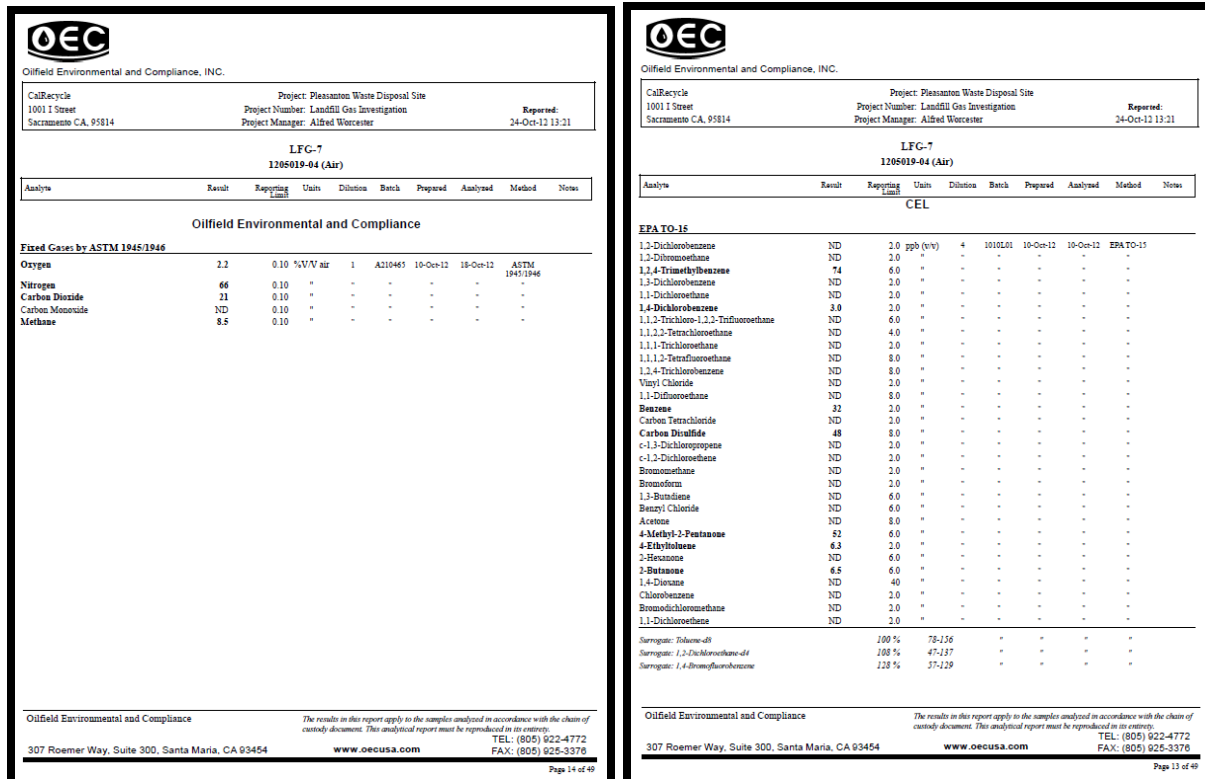 OEC
Oilfield Environmental and Compliance, INC.
CalRecycle Project: Pleasanton Waste Disposal Site
1001 I Street Project Number: Landfill Gas Investigation Reported:
Sacramento CA, 95814 Project Manager: Alfred Worcester 24-Oct-12 13:21
LFG-7
1205019-04 (Air)
Analyte Result Reporting Limit Units Dilution Batch Prepared Analyzed Method Notes
Oilfield Environmental and Compliance
Fixed Gases by ASTM 1945/1946
Oxygen 2.2 0.10 %V/V air 1 A210465 10-Oct-12 18-Oct-12 ASTM 1945/1946
Nitrogen 66 0.10 " " " " " "
Carbon Dioxide 21 0.10 " " " " " "
Carbon Monoxide ND 0.10 " " " " " "
Methane 8.5 0.10 " " " " " "
Oilfield Environmental and Compliance The results in this report apply to the samples analyzed in accordance with the chain of
custody document. This analytical report must be reproduced in its entirety.
TEL: (805) 922-4772
307 Roemer Way, Suite 300, Santa Maria, CA 93454 www.oecusa.com FAX: (805) 925-3376
Page 14 of 49
OEC
Oilfield Environmental and Compliance, INC.
CalRecycle Project: Pleasanton Waste Disposal Site
1001 I Street Project Number: Landfill Gas Investigation Reported:
Sacramento CA, 95814 Project Manager: Alfred Worcester 24-Oct-12 13:21
LFG-7
1205019-04 (Air)
Analyte Result Reporting Limit Units Dilution Batch Prepared Analyzed Method Notes
CEL
EPA TO-15
1,2-Dichlorobenzene ND 2.0 ppb (v/v) 4 1010L01 10-Oct-12 10-Oct-12 EPA TO-15
1,2-Dibromoethane ND 2.0 " " " " " "
1,2,4-Trimethylbenzene 74 6.0 " " " " " "
1,3-Dichlorobenzene ND 2.0 " " " " " "
1,1-Dichloroethane ND 2.0 " " " " " "
1,4-Dichlorobenzene 3.0 2.0 " " " " " "
1,1,2-Trichloro-1,2,2-Trifluoroethane ND 6.0 " " " " " "
1,1,2,2-Tetrachloroethane ND 4.0 " " " " " "
1,1,1-Trichloroethane ND 2.0 " " " " " "
1,1,1,2-Tetrafluoroethane ND 8.0 " " " " " "
1,2,4-Trichlorobenzene ND 8.0 " " " " " "
Vinyl Chloride ND 2.0 " " " " " "
1,1-Difluoroethane ND 8.0 " " " " " "
Benzene 32 2.0 " " " " " "
Carbon Tetrachloride ND 2.0 " " " " " "
Carbon Disulfide 48 8.0 " " " " " "
c-1,3-Dichloropropene ND 2.0 " " " " " "
c-1,2-Dichloroethene ND 2.0 " " " " " "
Bromomethane ND 2.0 " " " " " "
Bromoform ND 2.0 " " " " " "
1,3-Butadiene ND 6.0 " " " " " "
Benzyl Chloride ND 6.0 " " " " " "
Acetone ND 8.0 " " " " " "
4-Methyl-2-Pentanone 52 6.0 " " " " " "
4-Ethyltoluene 6.3 2.0 " " " " " "
2-Hexanone ND 6.0 " " " " " "
2-Butanone 6.5 6.0 " " " " " "
1,4-Dioxane ND 40 " " " " " "
Chlorobenzene ND 2.0 " " " " " "
Bromodichloromethane ND 2.0 " " " " " "
1,1-Dichloroethene ND 2.0 " " " " " "
Surrogate: Toluene-d8 100 % 78-156 " " " "
Surrogate: 1,2-Dichloroethane-d4 108 % 47-137 " " " "
Surrogate: 1,4-Bromofluorobenzene 128 % 57-129 " " " "
Oilfield Environmental and Compliance The results in this report apply to the samples analyzed in accordance with the chain of
custody document. This analytical report must be reproduced in its entirety.
TEL: (805) 922-4772
307 Roemer Way, Suite 300, Santa Maria, CA 93454 www.oecusa.com FAX: (805) 925-3376
Page 13 of 49